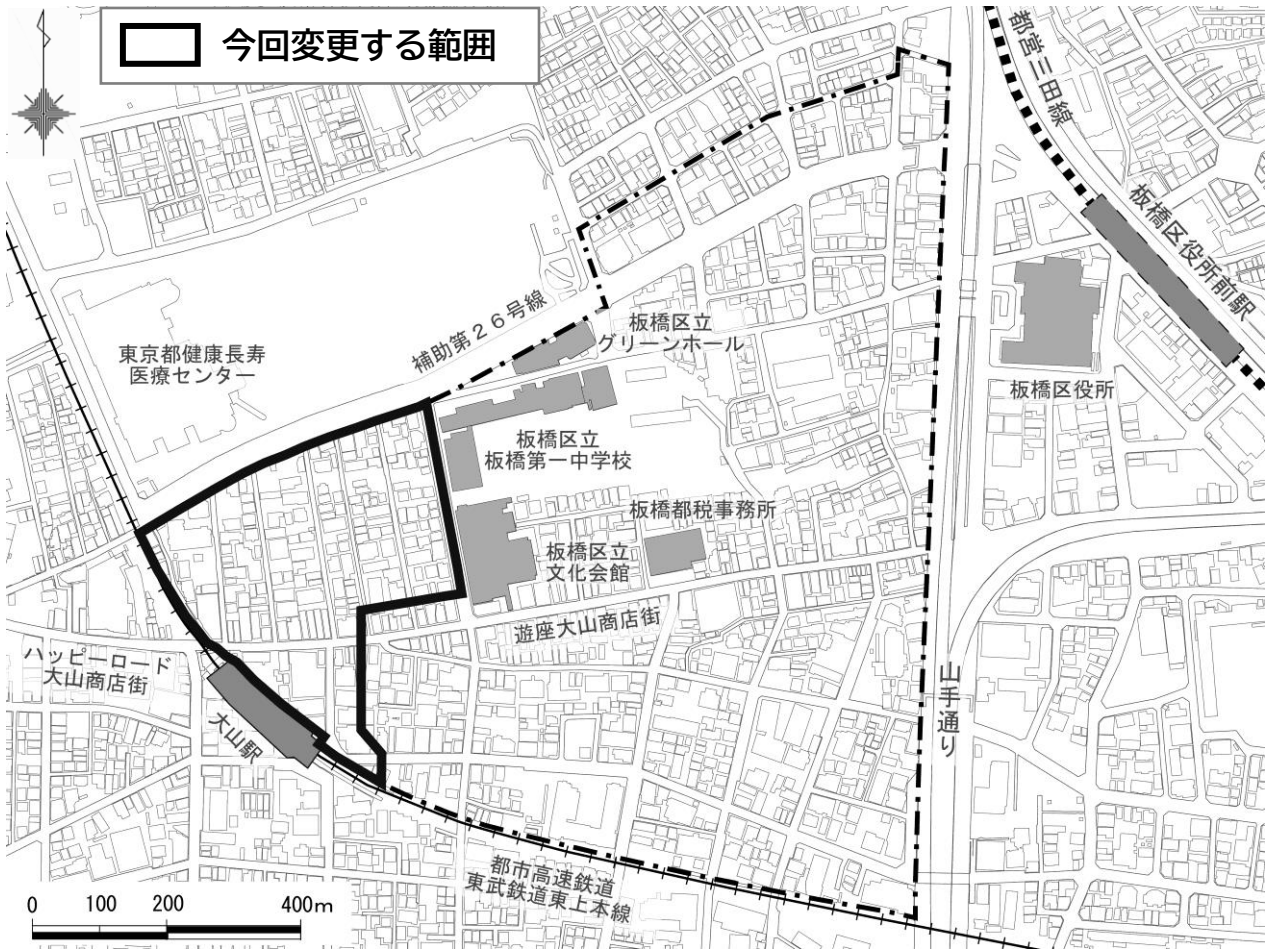 今回変更する範囲
都営三田線
板橋区役所前駅
補助第26号線
板橋区立
グリーンホール
東京都健康長寿
医療センター
板橋区役所
板橋区立
板橋第一中学校
板橋都税事務所
板橋区立
文化会館
遊座大山商店街
ハッピーロード
大山商店街
山手通り
大山駅
都市高速鉄道
東武鉄道東上本線
0 100 200 400m